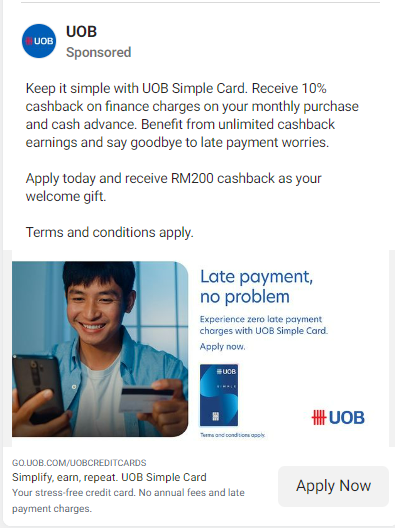 UOB
UOB
Sponsored
Keep it simple with UOB Simple Card. Receive 10%
cashback on finance charges on your monthly purchase
and cash advance. Benefit from unlimited cashback
earnings and say goodbye to late payment worries.
Apply today and receive RM200 cashback as your
welcome gift.
Terms and conditions apply.
Late payment,
no problem
Experience zero late payment
charges with UOB Simple Card.
Apply now.
UOB
SIMPLE
UOB
Terms and conditions apply.
GO.UOB.COM/UOBCREDITCARDS
Simplify, earn, repeat. UOB Simple Card
Your stress-free credit card. No annual fees and late
payment charges.
Apply Now